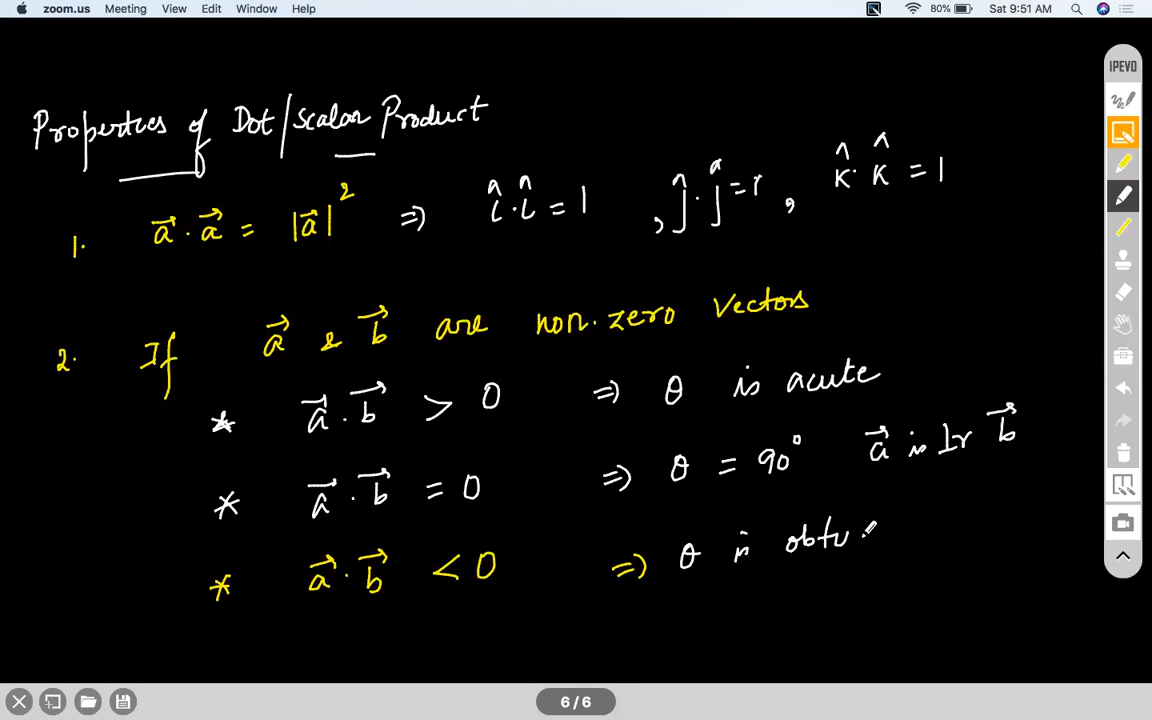 zoom.us Meeting View Edit Window Help 80% Sat 9:51 AM
IPEVO
Properties of Dot/Scalar Product
1. a⃗ . a⃗ = |a⃗|² ⇒ î . î = 1 , ĵ . ĵ = 1 , k̂ . k̂ = 1
2. If a⃗ & b⃗ are non.zero vectors
* a⃗ . b⃗ > 0 ⇒ θ is acute
* a⃗ . b⃗ = 0 ⇒ θ = 90° a⃗ is ⊥r b⃗
* a⃗ . b⃗ < 0 ⇒ θ is obtu
6/6